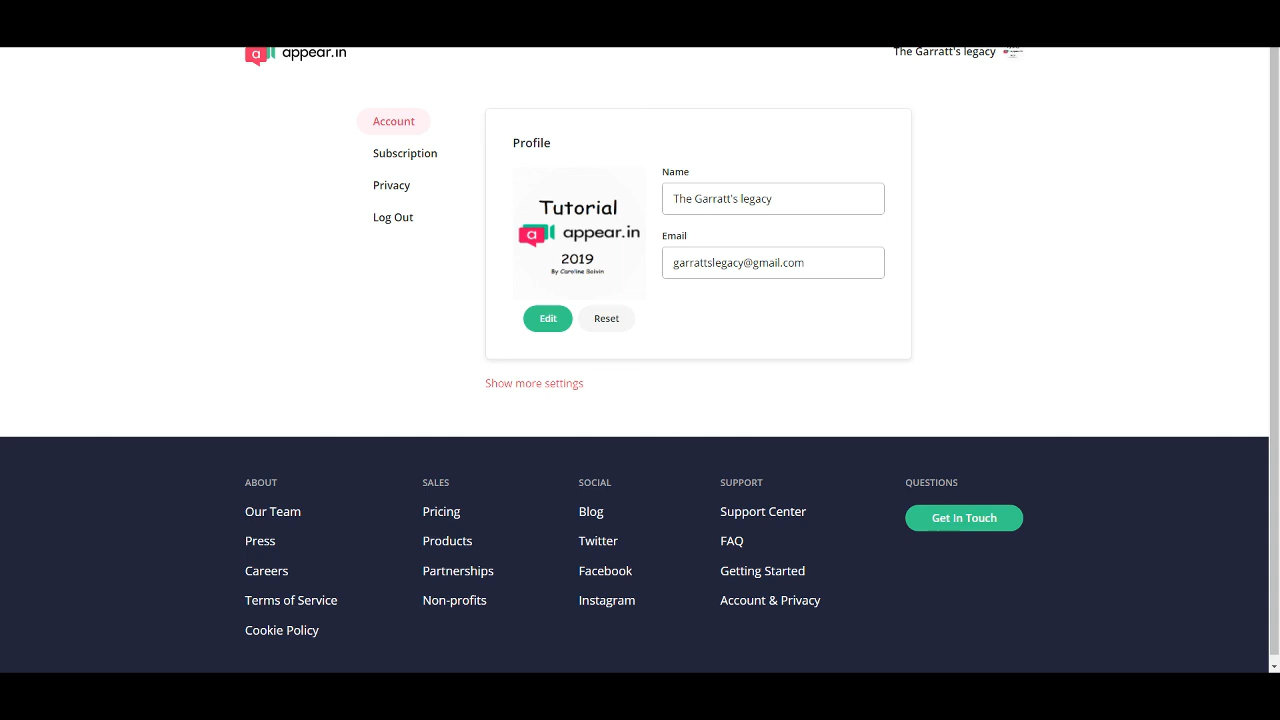 appear.in
The Garratt's legacy
Account
Subscription
Privacy
Log Out
Profile
Tutorial
a appear.in
2019
By Caroline Boivin
Edit
Reset
Name
The Garratt's legacy
Email
garrattslegacy@gmail.com
Show more settings
ABOUT
Our Team
Press
Careers
Terms of Service
Cookie Policy
SALES
Pricing
Products
Partnerships
Non-profits
SOCIAL
Blog
Twitter
Facebook
Instagram
SUPPORT
Support Center
FAQ
Getting Started
Account & Privacy
QUESTIONS
Get In Touch